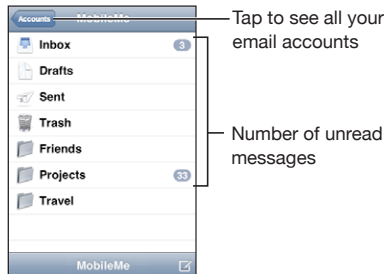 Accounts MobileMe
Tap to see all your
email accounts
Inbox 3
Drafts
Sent
Trash
Friends
Projects 33
Travel
Number of unread
messages
MobileMe